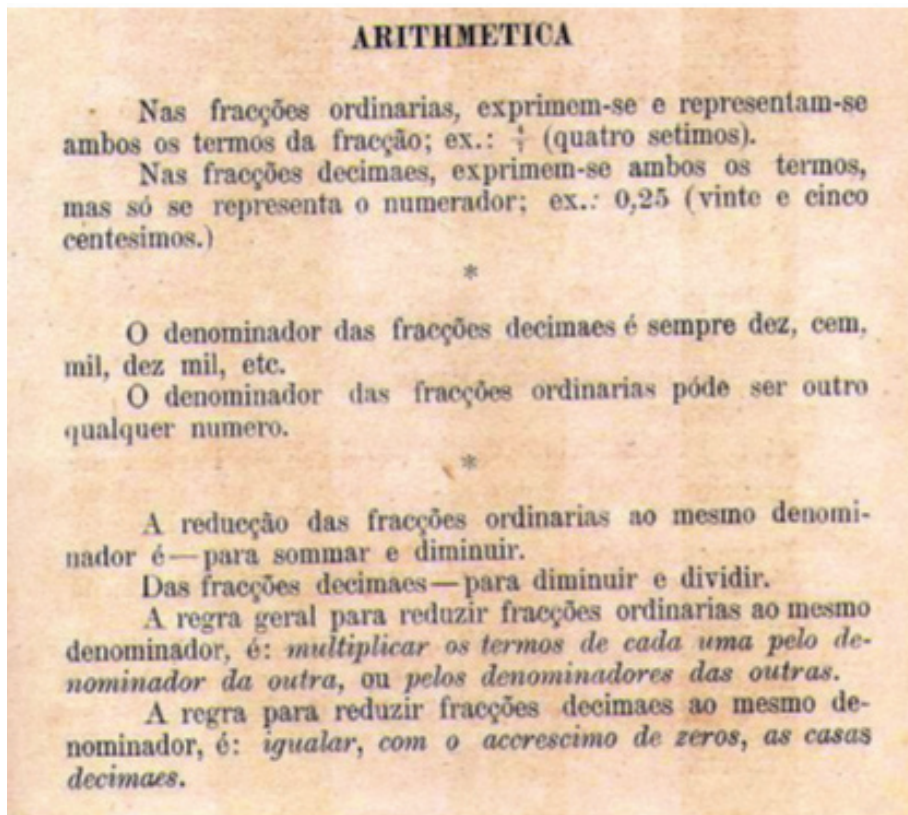 ARITHMETICA
Nas fracções ordinarias, exprimem-se e representam-se
ambos os termos da fracção; ex.: 4/7 (quatro setimos).
Nas fracções decimaes, exprimem-se ambos os termos,
mas só se representa o numerador; ex.: 0,25 (vinte e cinco
centesimos.)
*
O denominador das fracções decimaes é sempre dez, cem,
mil, dez mil, etc.
O denominador das fracções ordinarias póde ser outro
qualquer numero.
*
A reducção das fracções ordinarias ao mesmo denomi-
nador é—para sommar e diminuir.
Das fracções decimaes—para diminuir e dividir.
A regra geral para reduzir fracções ordinarias ao mesmo
denominador, é: multiplicar os termos de cada uma pelo de-
nominador da outra, ou pelos denominadores das outras.
A regra para reduzir fracções decimaes ao mesmo de-
nominador, é: igualar, com o accrescimo de zeros, as casas
decimaes.